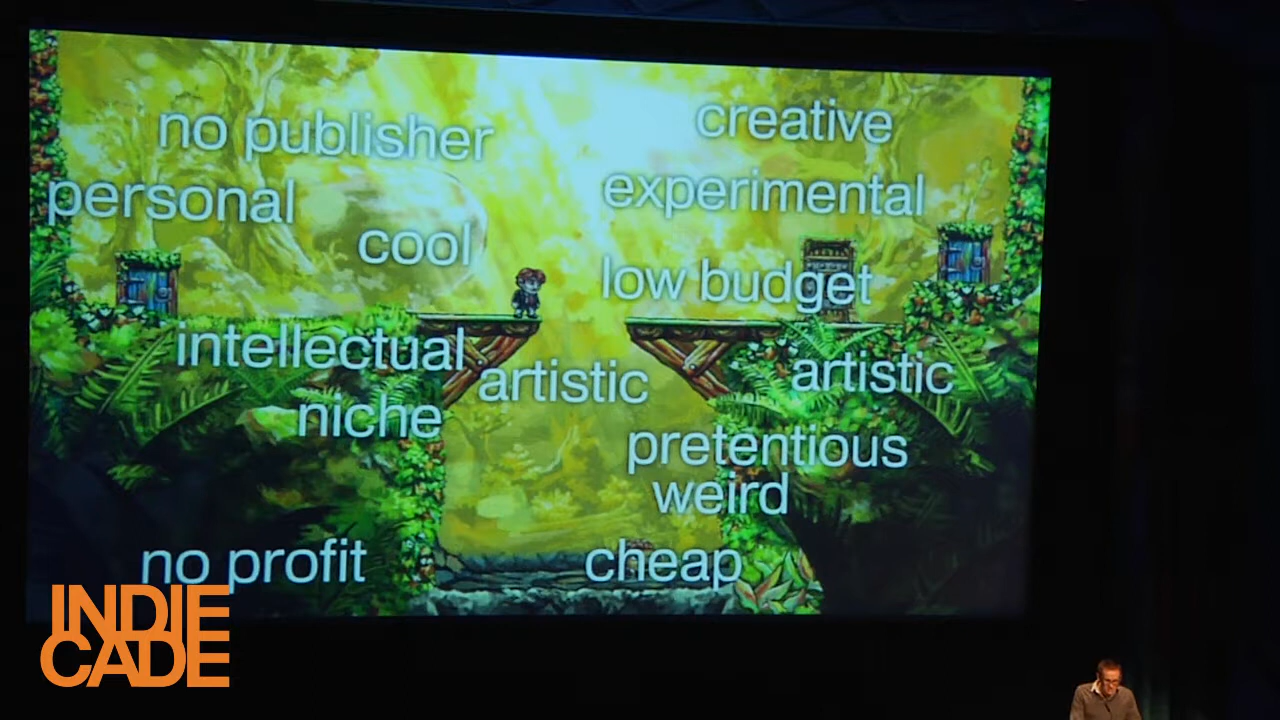 no publisher
creative
personal
experimental
cool
low budget
intellectual
artistic
artistic
niche
pretentious
weird
no profit
cheap
INDIE
CADE